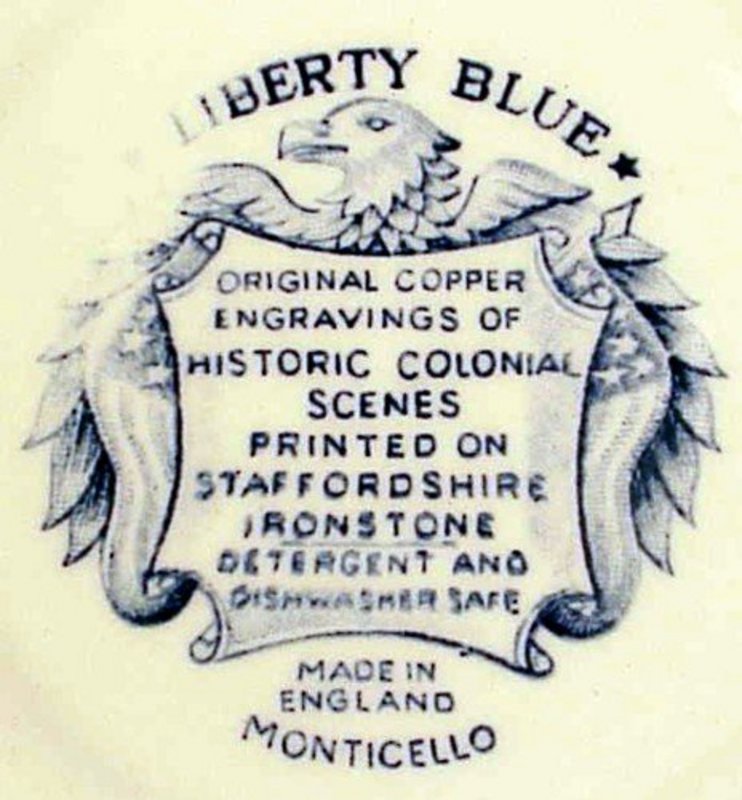 LIBERTY BLUE★
ORIGINAL COPPER
ENGRAVINGS OF
HISTORIC COLONIAL
SCENES
PRINTED ON
STAFFORDSHIRE
IRONSTONE
DETERGENT AND
DISHWASHER SAFE
MADE IN
ENGLAND
MONTICELLO